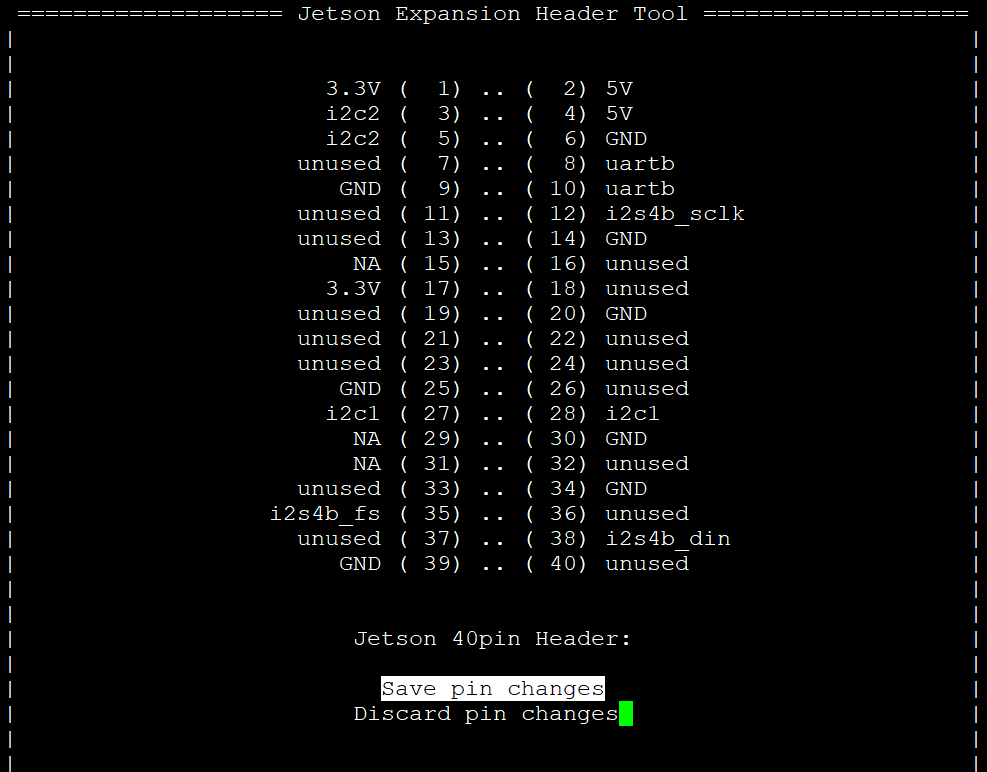 =================== Jetson Expansion Header Tool ===================
3.3V (  1) .. (  2) 5V
i2c2 (  3) .. (  4) 5V
i2c2 (  5) .. (  6) GND
unused (  7) .. (  8) uartb
GND (  9) .. ( 10) uartb
unused ( 11) .. ( 12) i2s4b_sclk
unused ( 13) .. ( 14) GND
NA ( 15) .. ( 16) unused
3.3V ( 17) .. ( 18) unused
unused ( 19) .. ( 20) GND
unused ( 21) .. ( 22) unused
unused ( 23) .. ( 24) unused
GND ( 25) .. ( 26) unused
i2c1 ( 27) .. ( 28) i2c1
NA ( 29) .. ( 30) GND
NA ( 31) .. ( 32) unused
unused ( 33) .. ( 34) GND
i2s4b_fs ( 35) .. ( 36) unused
unused ( 37) .. ( 38) i2s4b_din
GND ( 39) .. ( 40) unused
Jetson 40pin Header:
Save pin changes
Discard pin changes